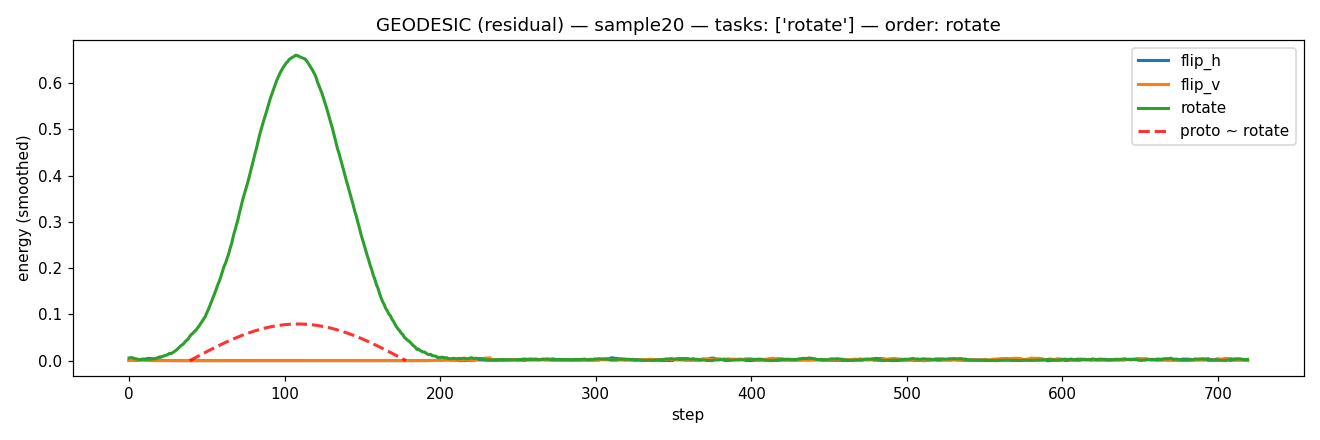 GEODESIC (residual) — sample20 — tasks: ['rotate'] — order: rotate
energy (smoothed)
0.6
0.5
0.4
0.3
0.2
0.1
0.0
flip_h
flip_v
rotate
proto ~ rotate
0 100 200 300 400 500 600 700
step